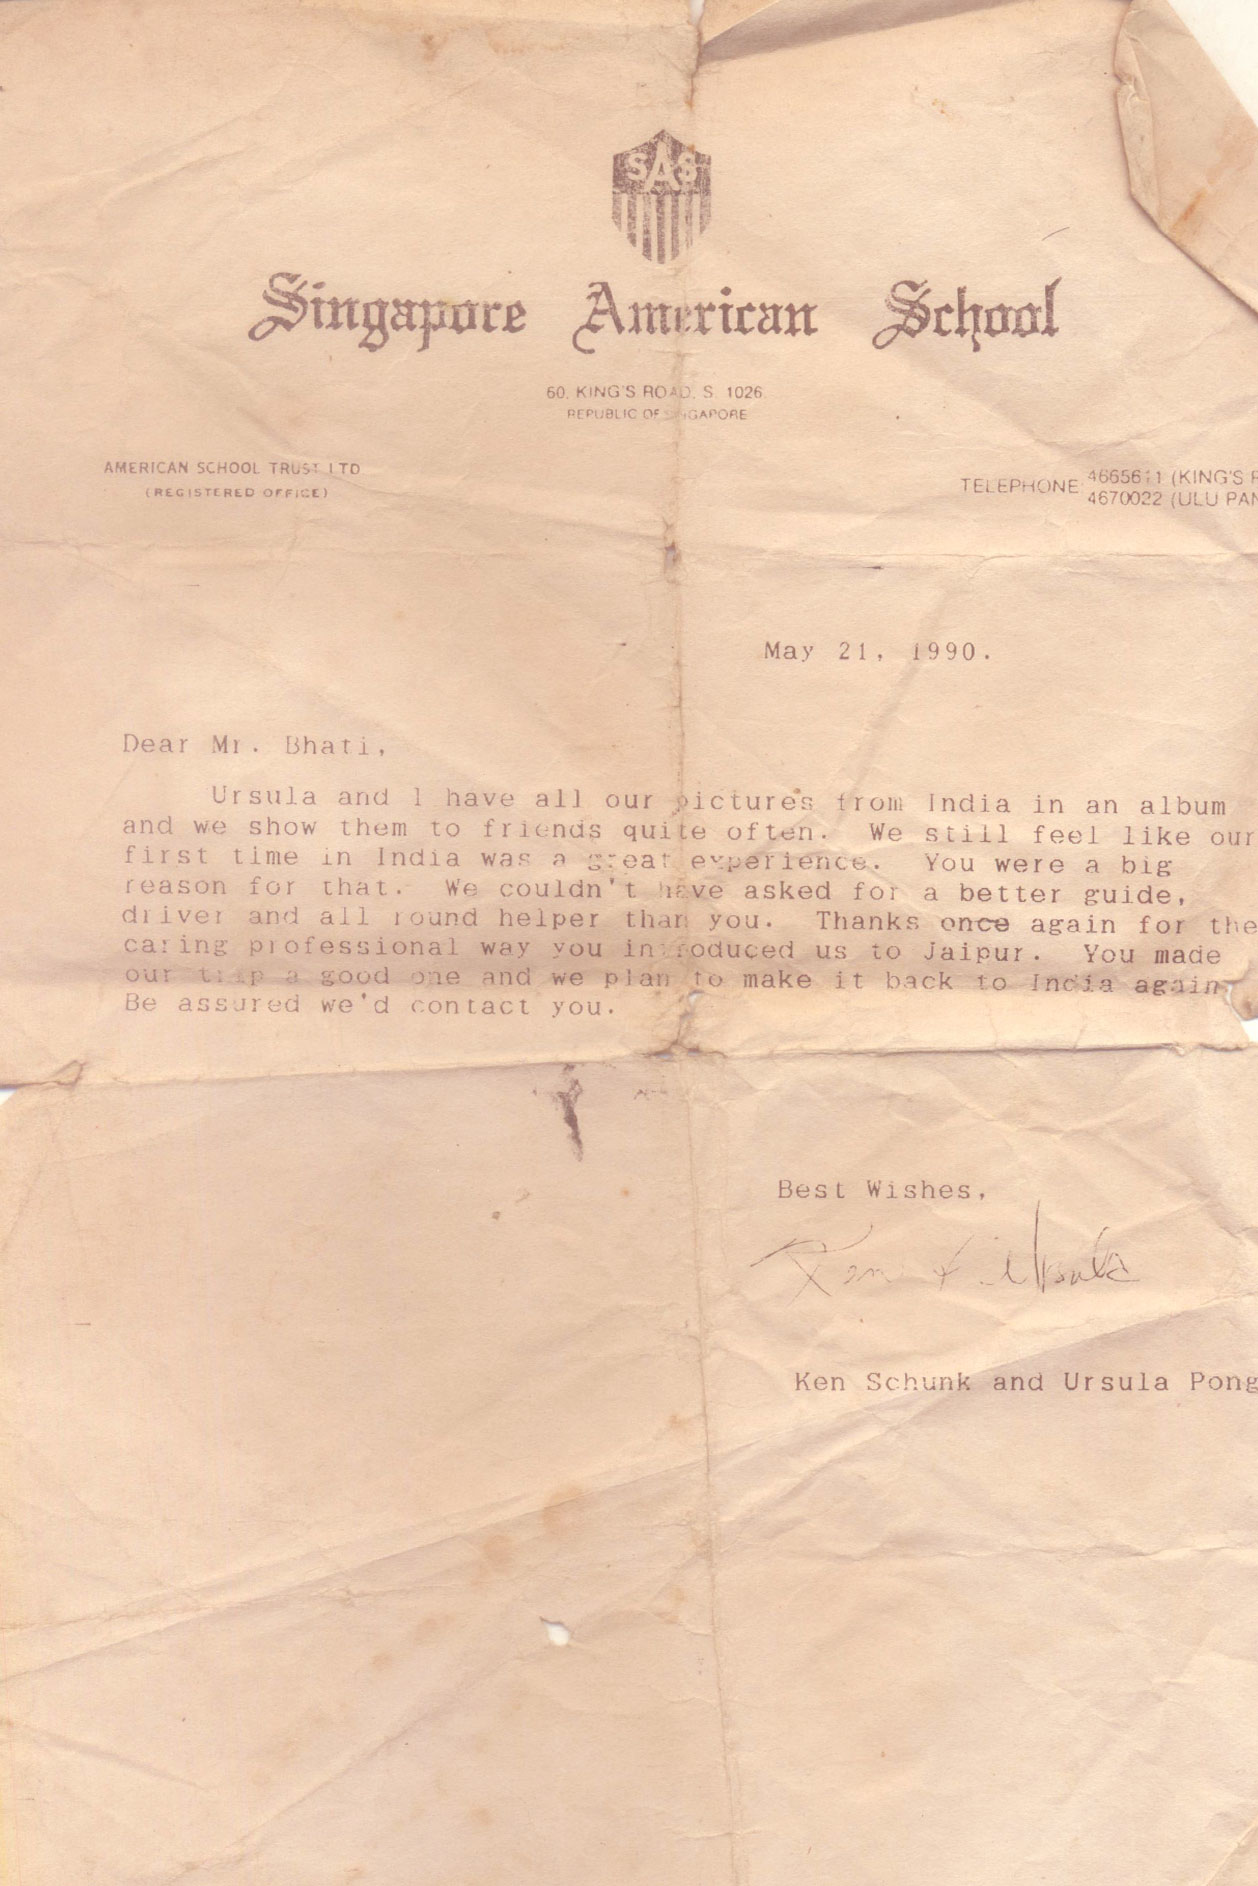 SAS
Singapore American School
60, KING'S ROAD, S. 1026
REPUBLIC OF SINGAPORE
AMERICAN SCHOOL TRUST LTD.
(REGISTERED OFFICE)
TELEPHONE: 4665611 (KING'S R
4670022 (ULU PAN
May 21, 1990.
Dear Mr. Bhati,
Ursula and I have all our pictures from India in an album
and we show them to friends quite often. We still feel like our
first time in India was a great experience. You were a big
reason for that. We couldn't have asked for a better guide,
driver and all round helper than you. Thanks once again for the
caring professional way you introduced us to Jaipur. You made
our trip a good one and we plan to make it back to India again
Be assured we'd contact you.
Best Wishes,
Ken & Ursula
Ken Schunk and Ursula Pong